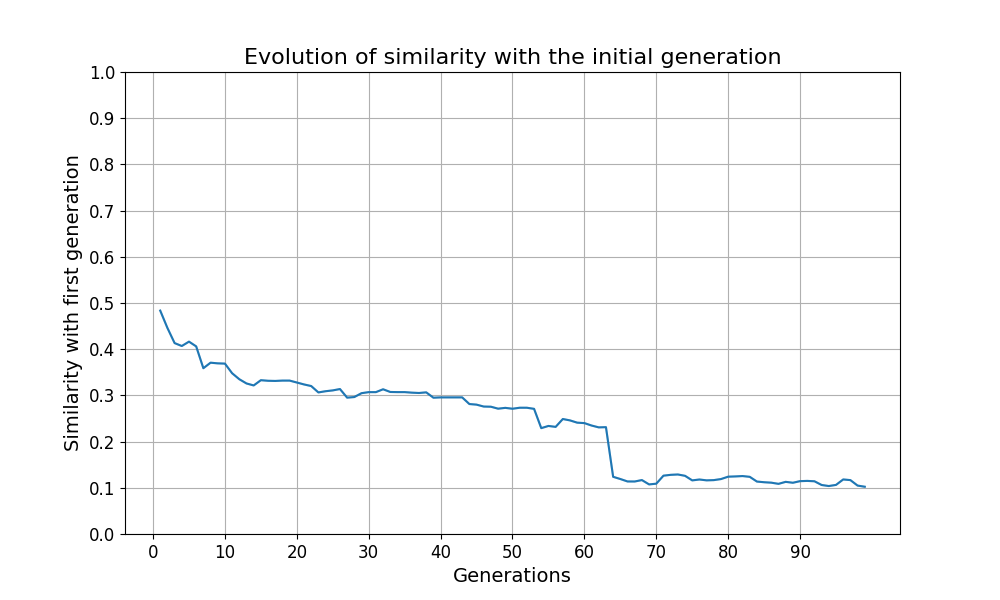 Evolution of similarity with the initial generation
1.0
0.9
0.8
0.7
0.6
0.5
0.4
0.3
0.2
0.1
0.0
Similarity with first generation
0 10 20 30 40 50 60 70 80 90
Generations